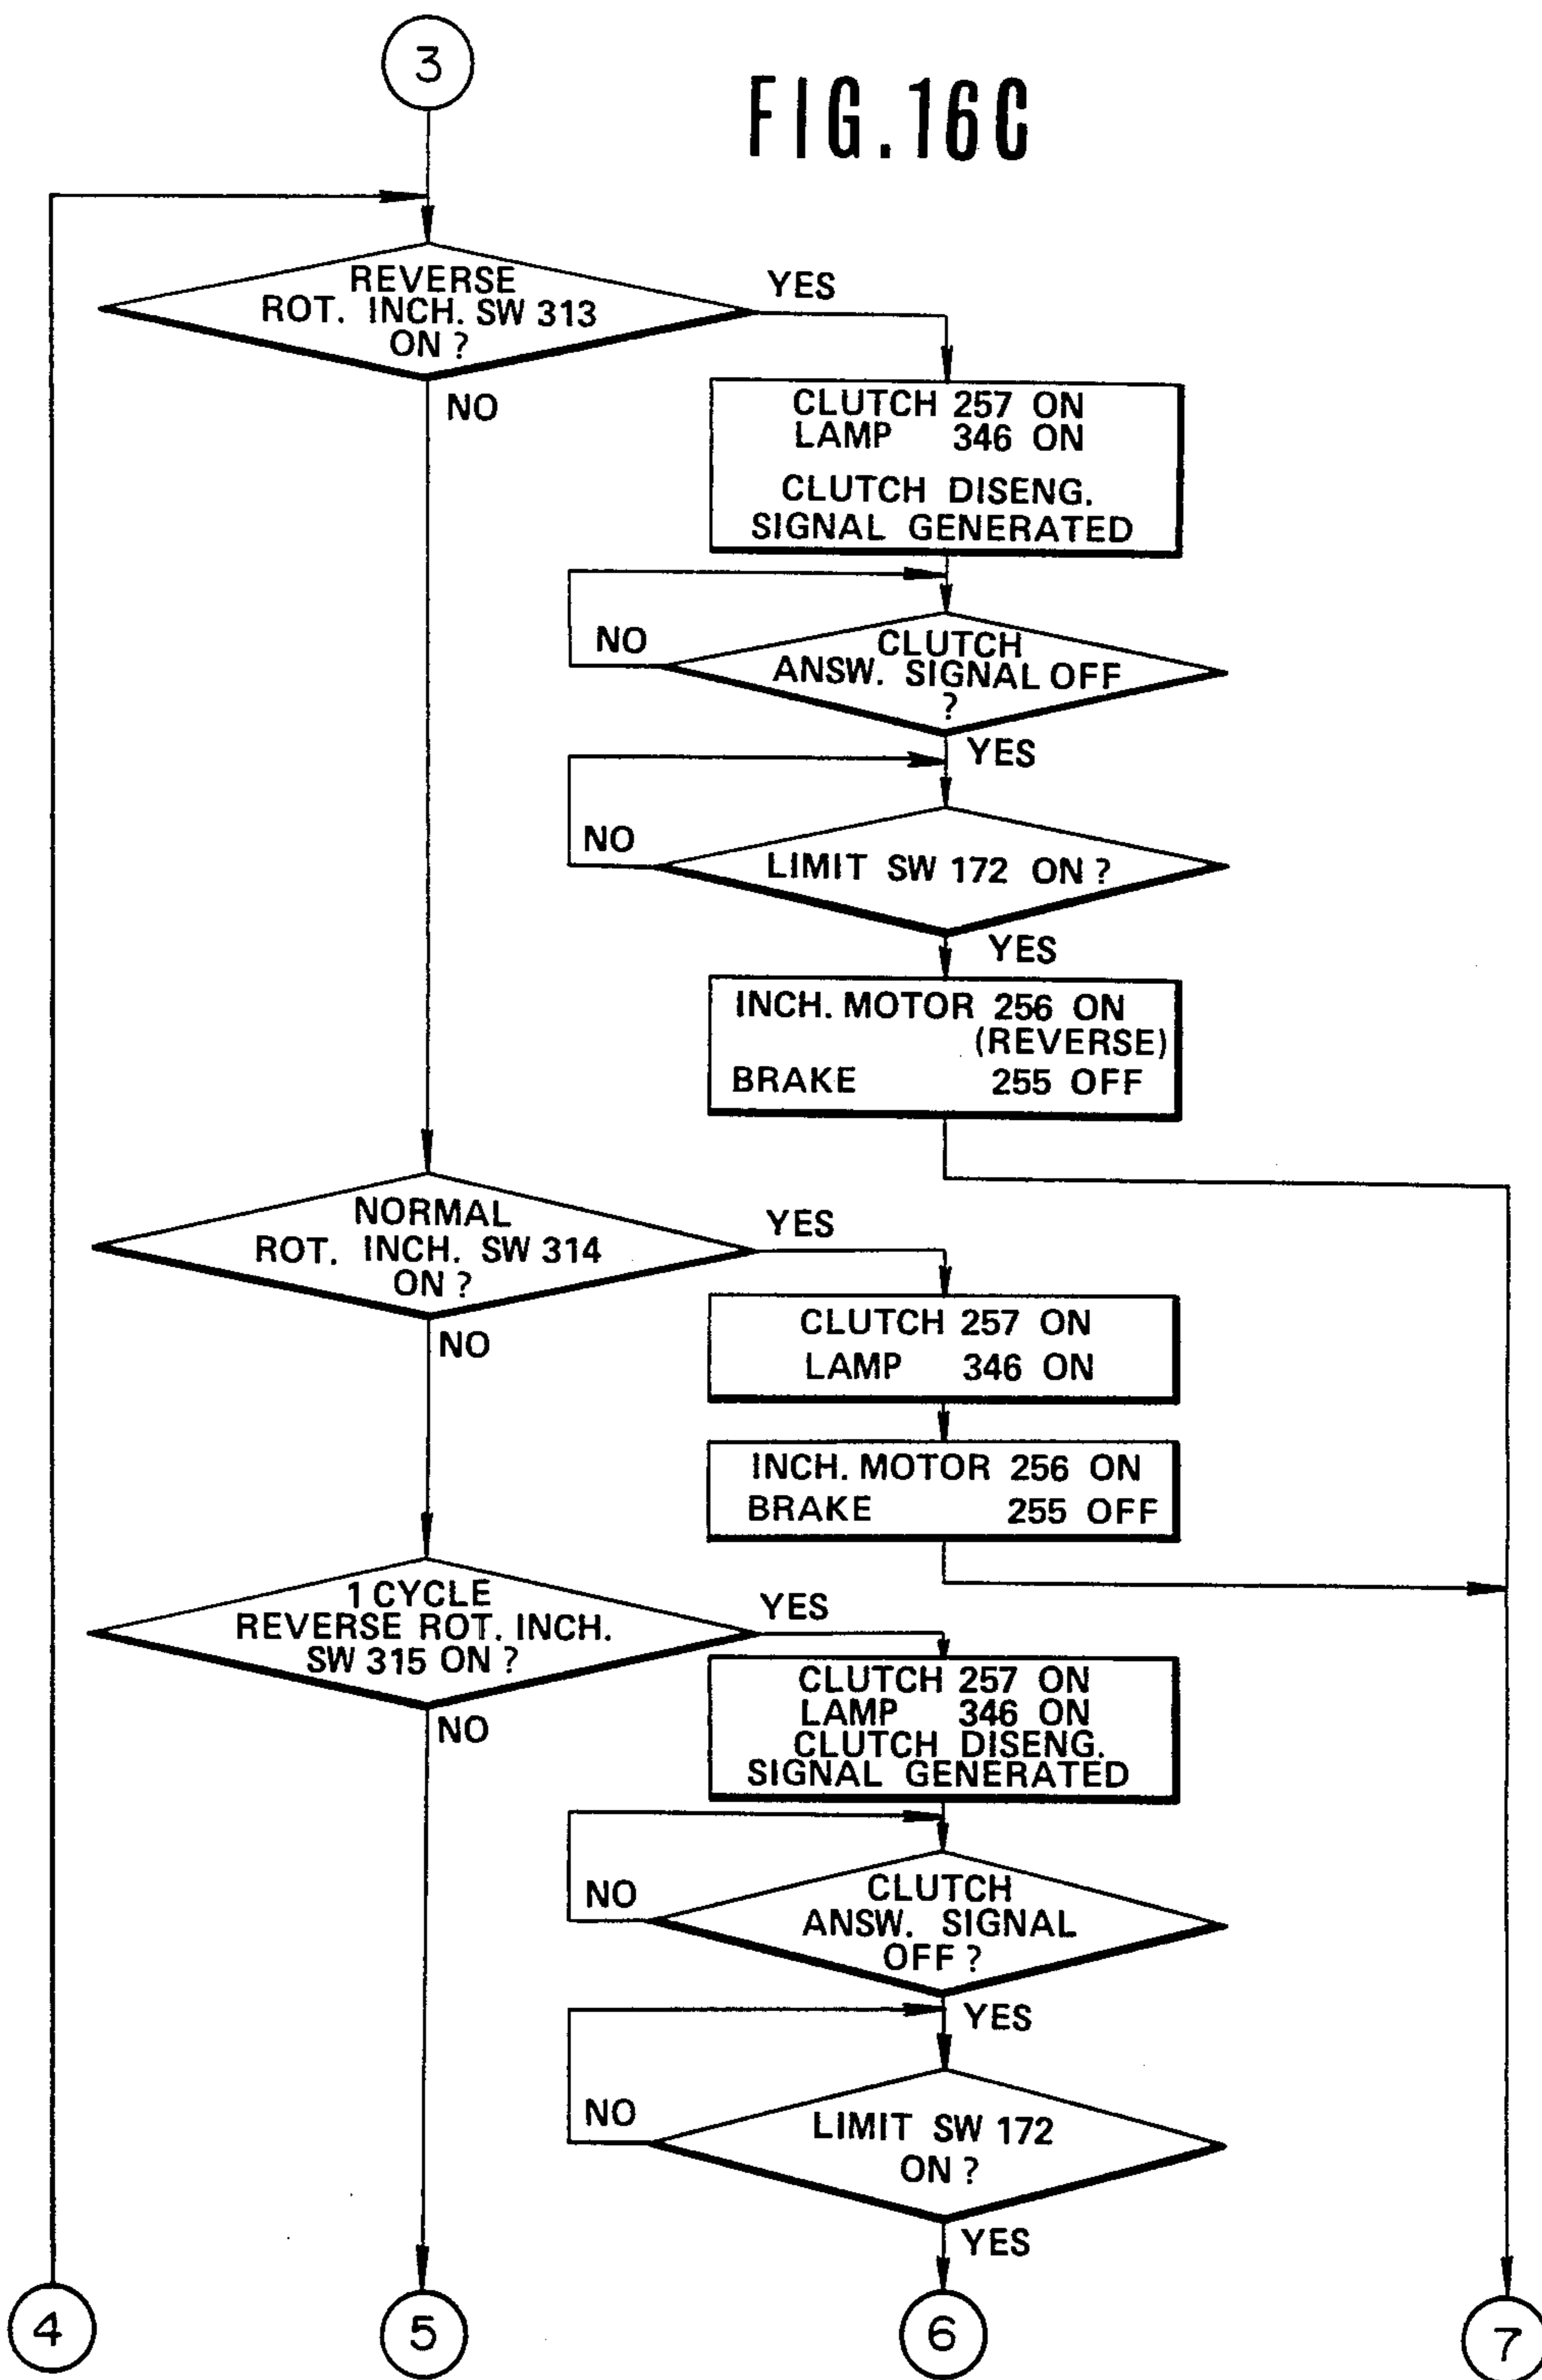 3
FIG.16C
REVERSE
ROT. INCH. SW 313
ON ?
YES
NO
CLUTCH 257 ON
LAMP 346 ON
CLUTCH DISENG.
SIGNAL GENERATED
NO
CLUTCH
ANSW. SIGNAL OFF
?
YES
NO
LIMIT SW 172 ON ?
YES
INCH. MOTOR 256 ON
(REVERSE)
BRAKE 255 OFF
NORMAL
ROT. INCH. SW 314
ON ?
YES
NO
CLUTCH 257 ON
LAMP 346 ON
INCH. MOTOR 256 ON
BRAKE 255 OFF
1 CYCLE
REVERSE ROT. INCH.
SW 315 ON ?
YES
NO
CLUTCH 257 ON
LAMP 346 ON
CLUTCH DISENG.
SIGNAL GENERATED
NO
CLUTCH
ANSW. SIGNAL
OFF ?
YES
NO
LIMIT SW 172
ON ?
YES
4
5
6
7